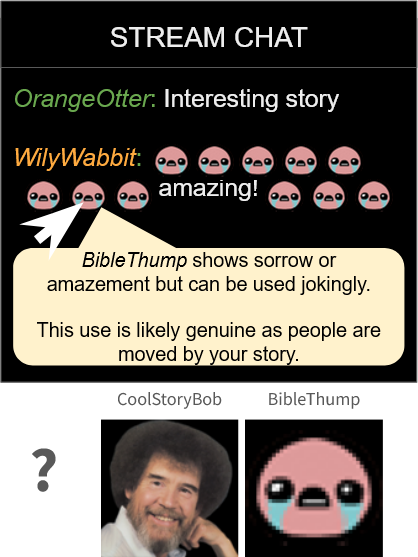 STREAM CHAT
OrangeOtter: Interesting story
WilyWabbit:
amazing!
BibleThump shows sorrow or
amazement but can be used jokingly.
This use is likely genuine as people are
moved by your story.
CoolStoryBob BibleThump
?